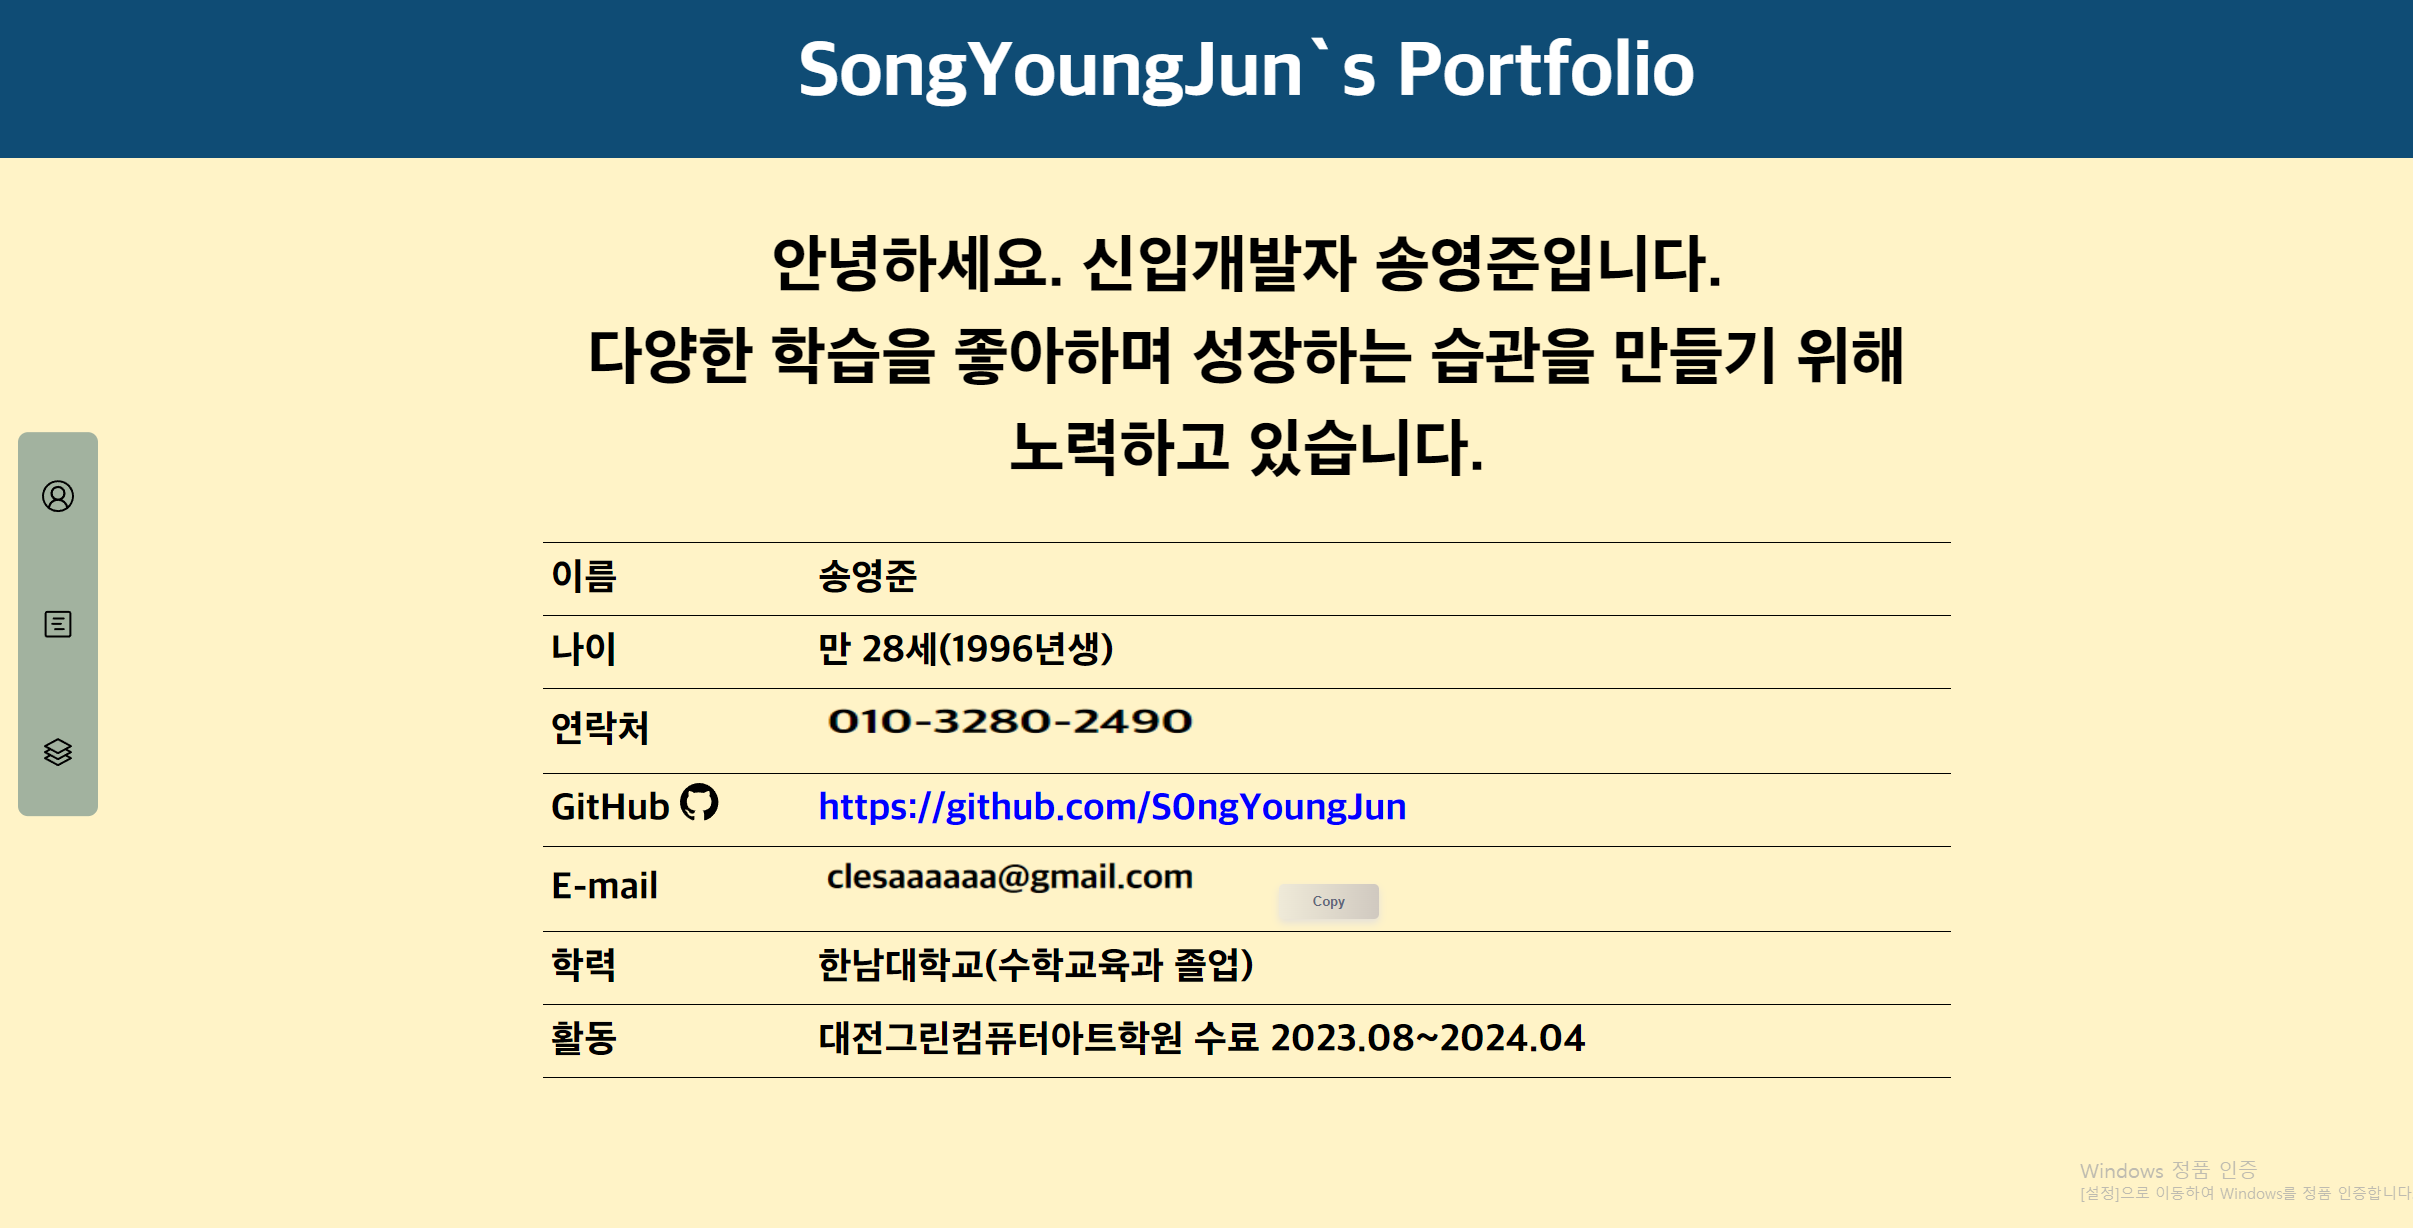 SongYoungJun`s Portfolio
안녕하세요. 신입개발자 송영준입니다.
다양한 학습을 좋아하며 성장하는 습관을 만들기 위해
노력하고 있습니다.
이름 송영준
나이 만 28세(1996년생)
연락처 010-3280-2490
GitHub https://github.com/S0ngYoungJun
E-mail clesaaaaaa@gmail.com
Copy
학력 한남대학교(수학교육과 졸업)
활동 대전그린컴퓨터아트학원 수료 2023.08~2024.04
Windows 정품 인증
[설정]으로 이동하여 Windows를 정품 인증합니다